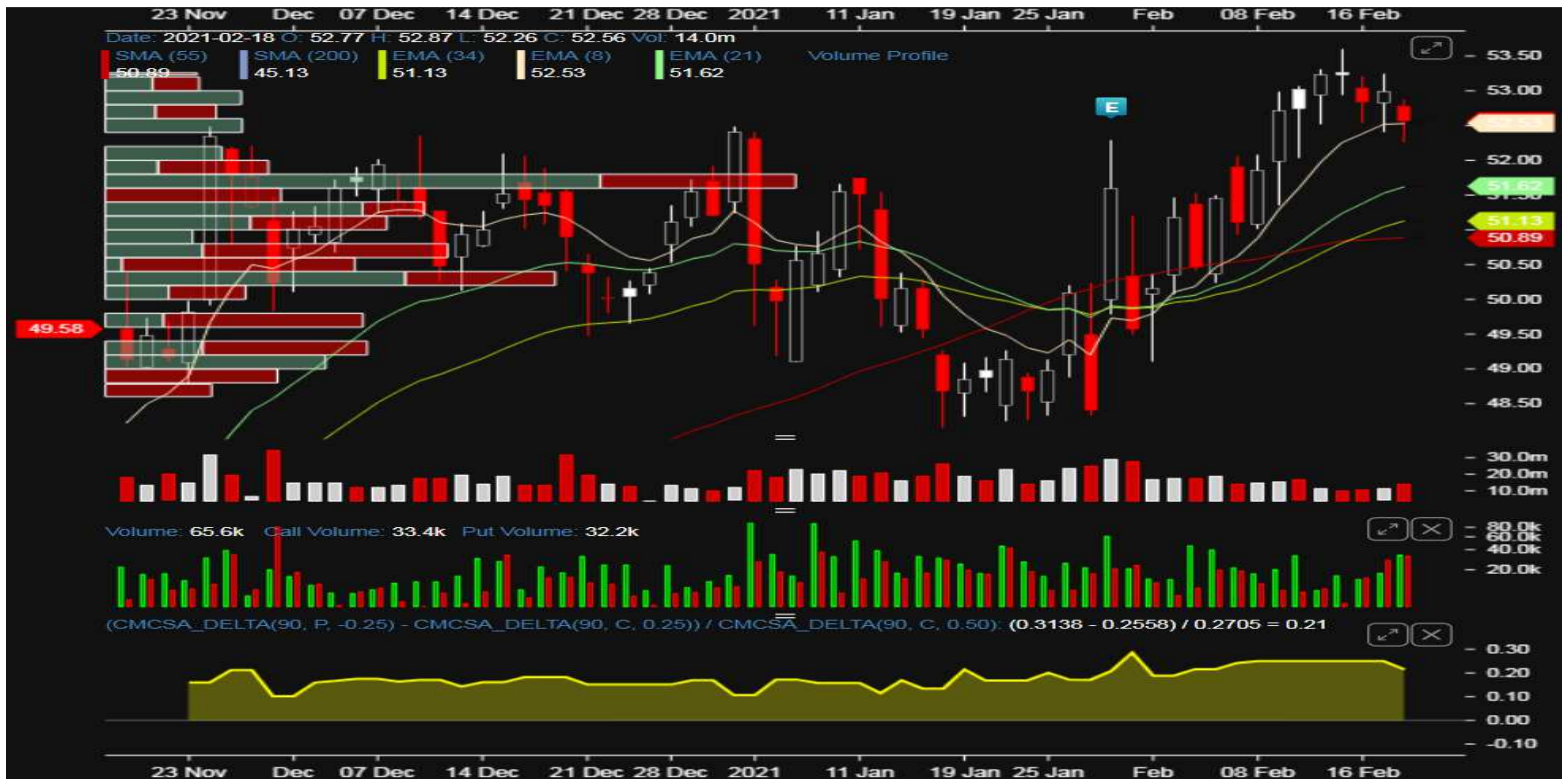 23 Nov Dec 07 Dec 14 Dec 21 Dec 28 Dec 2021 11 Jan 19 Jan 25 Jan Feb 08 Feb 16 Feb
Date: 2021-02-18 O: 52.77 H: 52.87 L: 52.26 C: 52.56 Vol: 14.0m
SMA (55) SMA (200) EMA (34) EMA (8) EMA (21) Volume Profile
50.89 45.13 51.13 52.53 51.62
53.50
53.00
E
52.53
52.00
51.62
51.50
51.13
50.89
50.50
50.00
49.58
49.50
49.00
48.50
30.0m
20.0m
10.0m
Volume: 65.6k Call Volume: 33.4k Put Volume: 32.2k
80.0k
60.0k
40.0k
20.0k
(CMCSA_DELTA(90, P, -0.25) - CMCSA_DELTA(90, C, 0.25)) / CMCSA_DELTA(90, C, 0.50): (0.3138 - 0.2558) / 0.2705 = 0.21
0.30
0.20
0.10
0.00
-0.10
23 Nov Dec 07 Dec 14 Dec 21 Dec 28 Dec 2021 11 Jan 19 Jan 25 Jan Feb 08 Feb 16 Feb